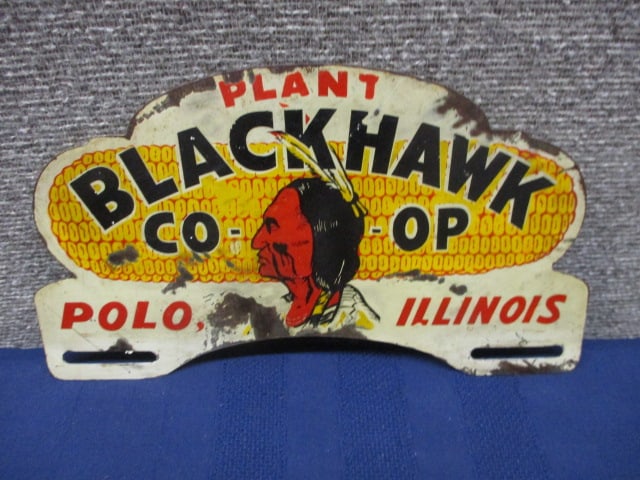 PLANT
BLACKHAWK
CO-OP
POLO, ILLINOIS